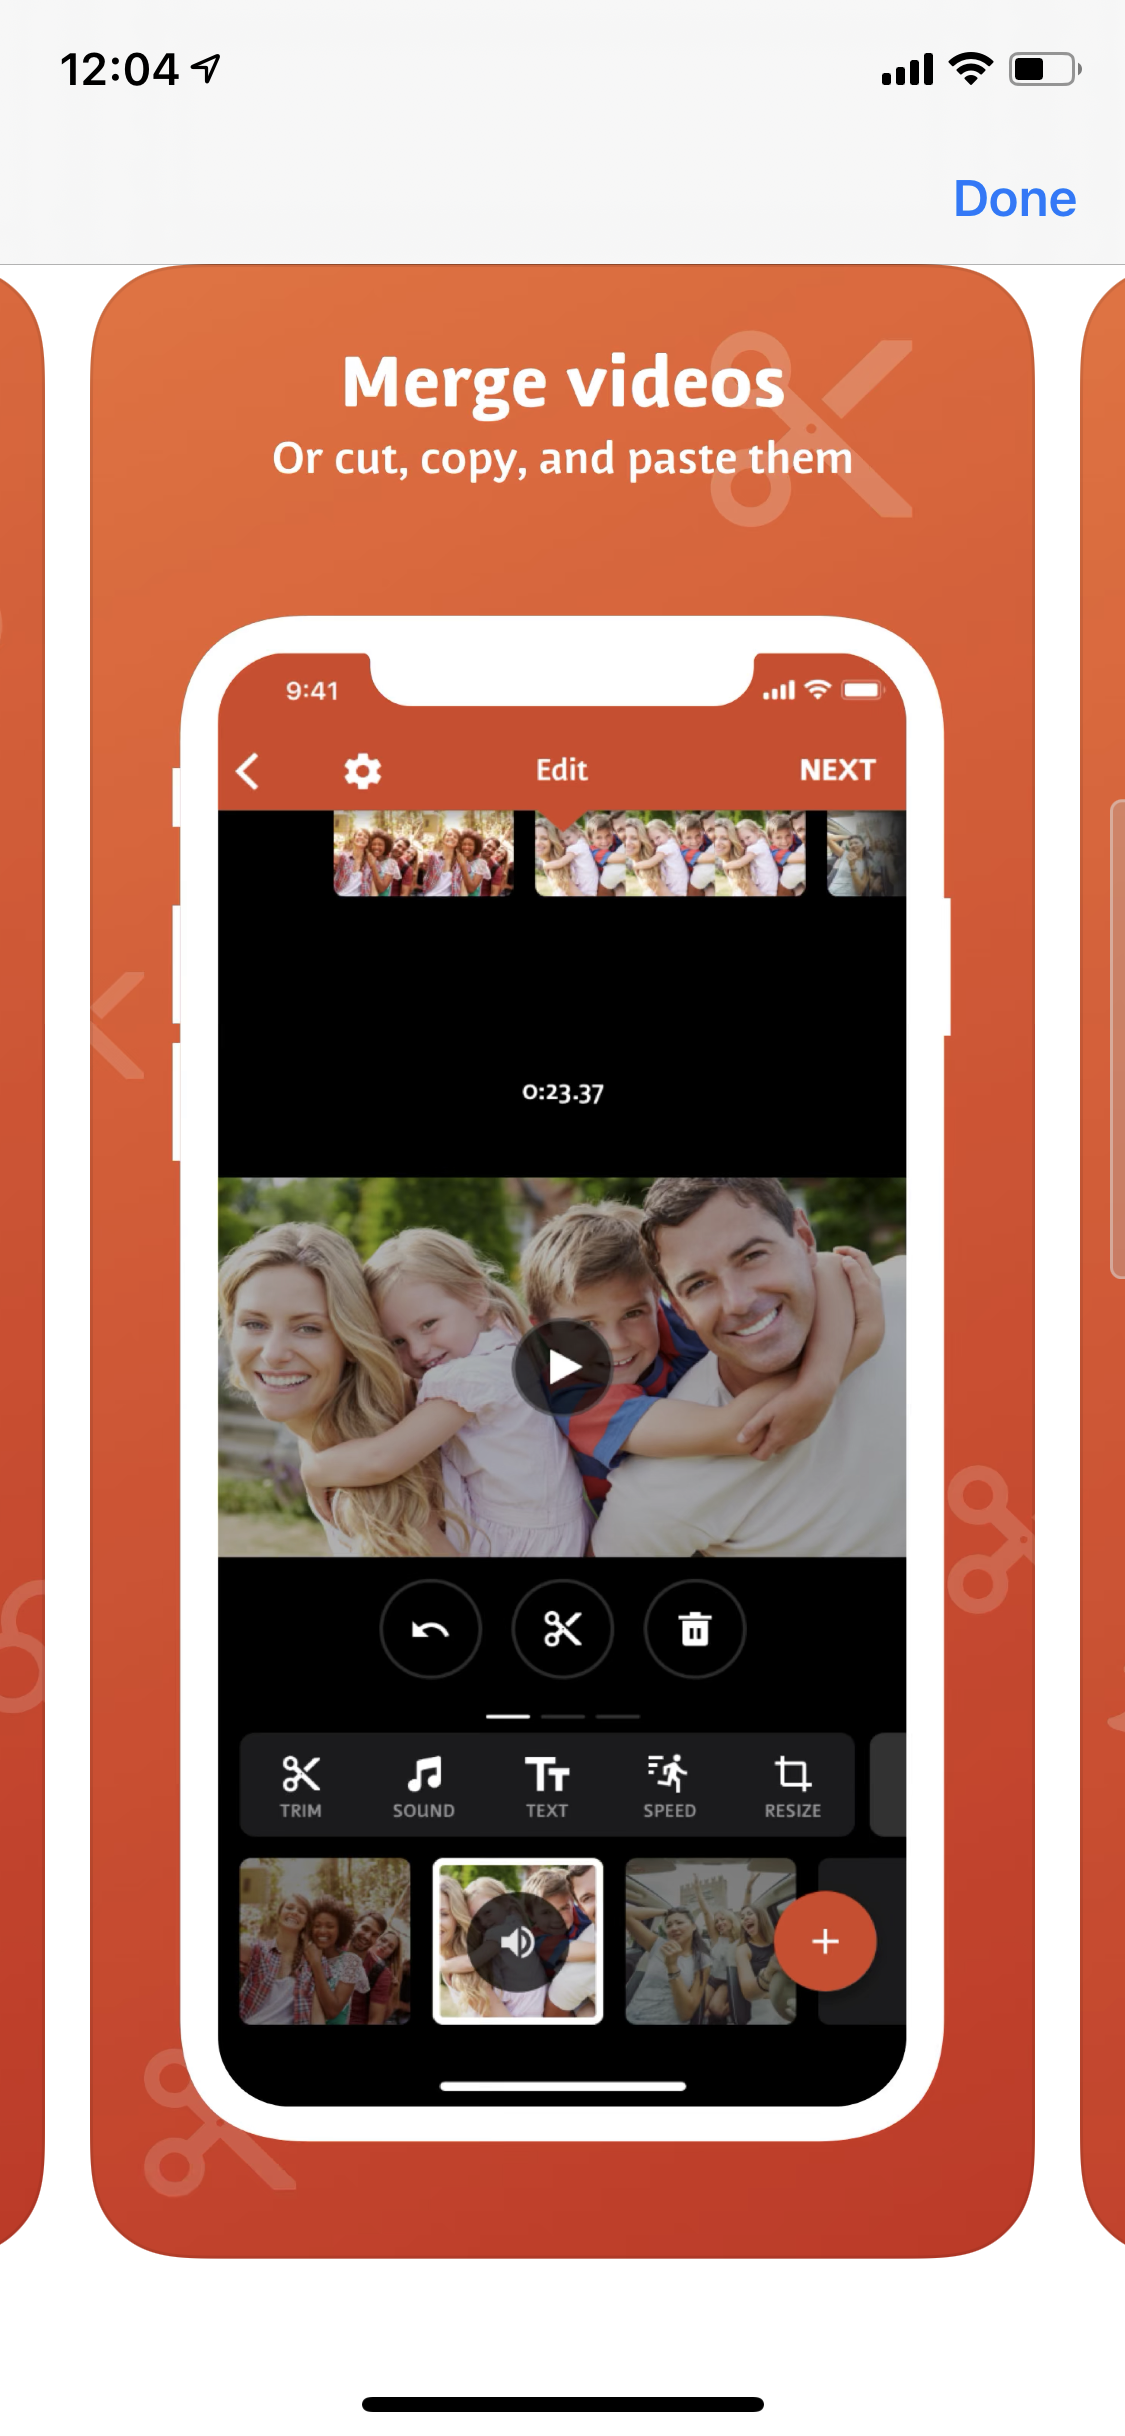 12:04
Done
Merge videos
Or cut, copy, and paste them
9:41
Edit
NEXT
0:23.37
TRIM
SOUND
TEXT
SPEED
RESIZE